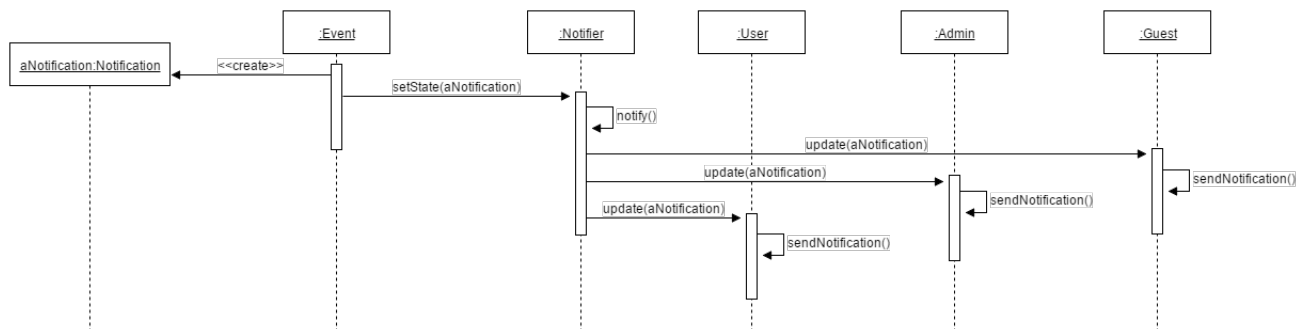 :Event
:Notifier
:User
:Admin
:Guest
aNotification:Notification
<<create>>
setState(aNotification)
notify()
update(aNotification)
update(aNotification)
sendNotification()
sendNotification()
update(aNotification)
sendNotification()